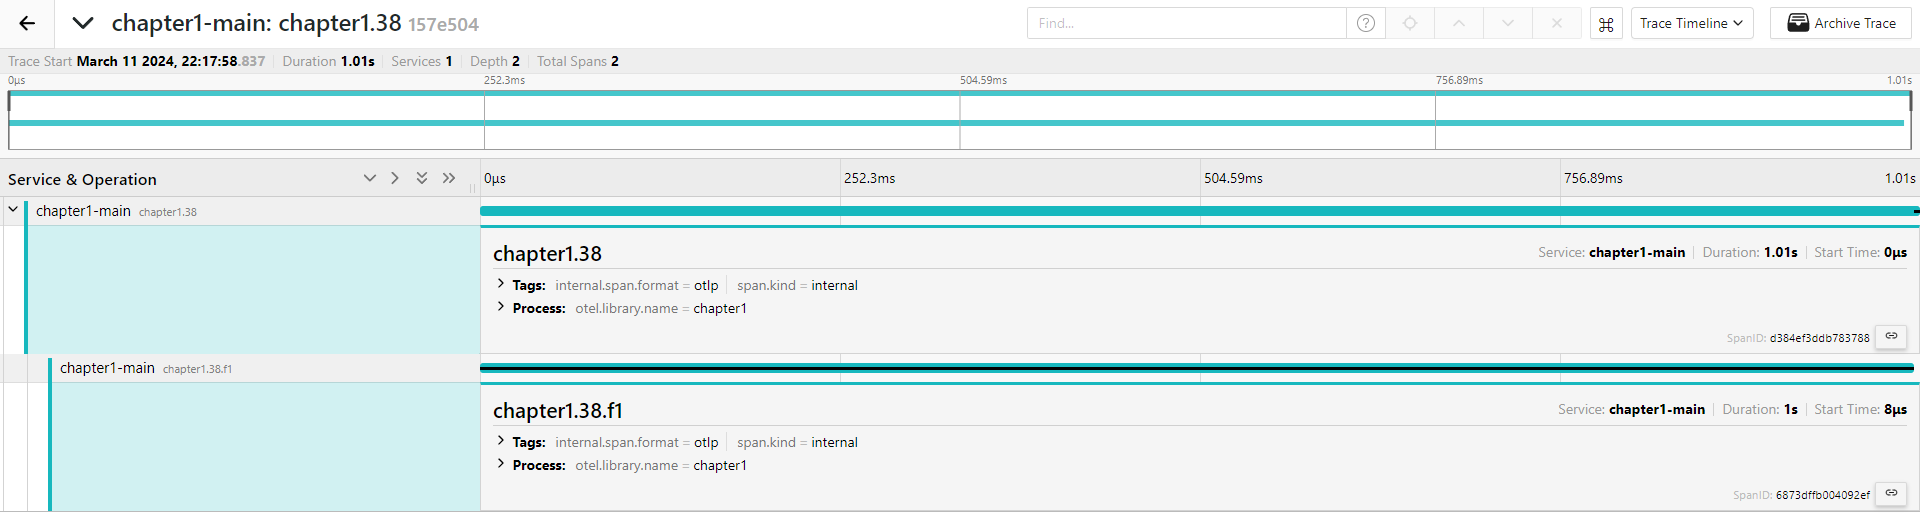 chapter1-main: chapter1.38 157e504
Find...
Trace Timeline
Archive Trace
Trace Start March 11 2024, 22:17:58.837 Duration 1.01s Services 1 Depth 2 Total Spans 2
0μs 252.3ms 504.59ms 756.89ms 1.01s
Service & Operation 0μs 252.3ms 504.59ms 756.89ms 1.01s
chapter1-main chapter1.38
chapter1.38 Service: chapter1-main Duration: 1.01s Start Time: 0μs
Tags: internal.span.format = otlp span.kind = internal
Process: otel.library.name = chapter1
SpanID: d384ef3ddb783788
chapter1-main chapter1.38.f1
chapter1.38.f1 Service: chapter1-main Duration: 1s Start Time: 8μs
Tags: internal.span.format = otlp span.kind = internal
Process: otel.library.name = chapter1
SpanID: 6873dffb004092ef